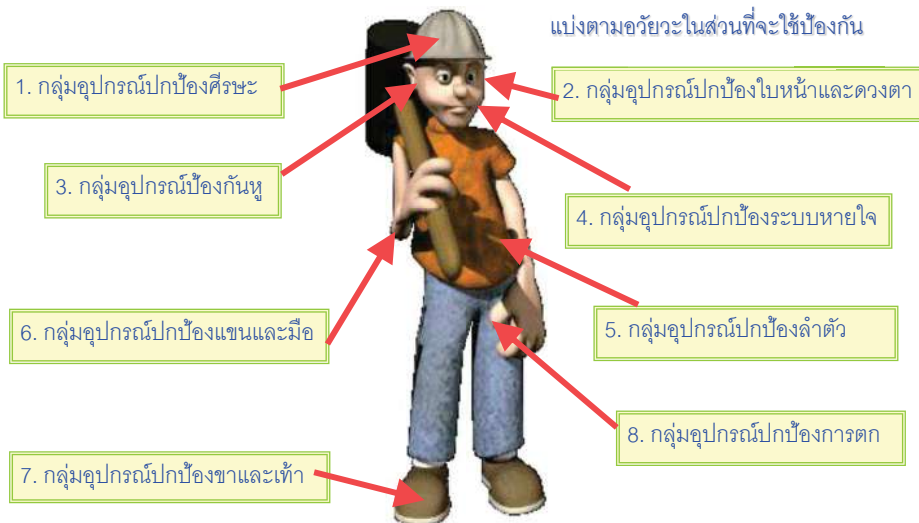 แบ่งตามอวัยวะในส่วนที่จะใช้ป้องกัน
1. กลุ่มอุปกรณ์ปกป้องศีรษะ
2. กลุ่มอุปกรณ์ปกป้องใบหน้าและดวงตา
3. กลุ่มอุปกรณ์ป้องกันหู
4. กลุ่มอุปกรณ์ปกป้องระบบหายใจ
5. กลุ่มอุปกรณ์ปกป้องลำตัว
6. กลุ่มอุปกรณ์ปกป้องแขนและมือ
7. กลุ่มอุปกรณ์ปกป้องขาและเท้า
8. กลุ่มอุปกรณ์ปกป้องการตก